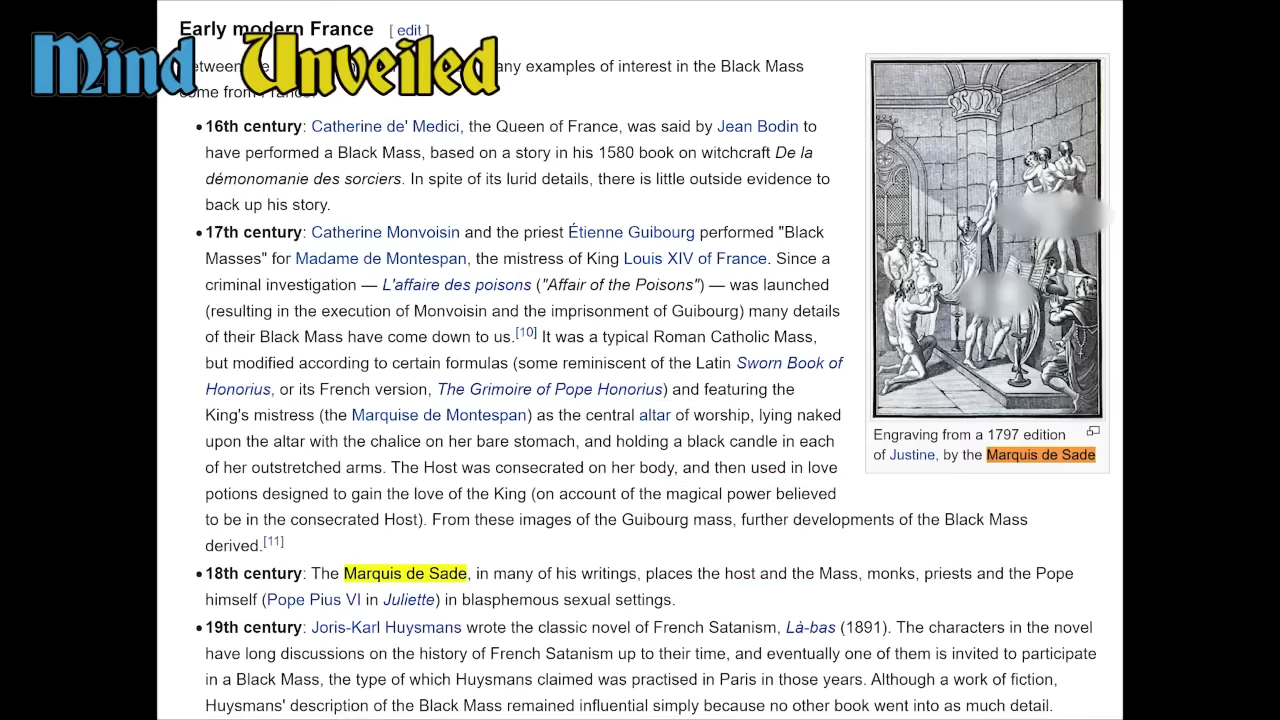 Early modern France [ edit ]
Mind Unveiled
any examples of interest in the Black Mass
• 16th century: Catherine de' Medici, the Queen of France, was said by Jean Bodin to
have performed a Black Mass, based on a story in his 1580 book on witchcraft De la
démonomanie des sorciers. In spite of its lurid details, there is little outside evidence to
back up his story.
• 17th century: Catherine Monvoisin and the priest Étienne Guibourg performed "Black
Masses" for Madame de Montespan, the mistress of King Louis XIV of France. Since a
criminal investigation — L'affaire des poisons ("Affair of the Poisons") — was launched
(resulting in the execution of Monvoisin and the imprisonment of Guibourg) many details
of their Black Mass have come down to us.[10] It was a typical Roman Catholic Mass,
but modified according to certain formulas (some reminiscent of the Latin Sworn Book of
Honorius, or its French version, The Grimoire of Pope Honorius) and featuring the
King's mistress (the Marquise de Montespan) as the central altar of worship, lying naked
upon the altar with the chalice on her bare stomach, and holding a black candle in each
of her outstretched arms. The Host was consecrated on her body, and then used in love
potions designed to gain the love of the King (on account of the magical power believed
to be in the consecrated Host). From these images of the Guibourg mass, further developments of the Black Mass
derived.[11]
• 18th century: The Marquis de Sade, in many of his writings, places the host and the Mass, monks, priests and the Pope
himself (Pope Pius VI in Juliette) in blasphemous sexual settings.
• 19th century: Joris-Karl Huysmans wrote the classic novel of French Satanism, Là-bas (1891). The characters in the novel
have long discussions on the history of French Satanism up to their time, and eventually one of them is invited to participate
in a Black Mass, the type of which Huysmans claimed was practised in Paris in those years. Although a work of fiction,
Huysmans' description of the Black Mass remained influential simply because no other book went into as much detail.
Engraving from a 1797 edition
of Justine, by the Marquis de Sade